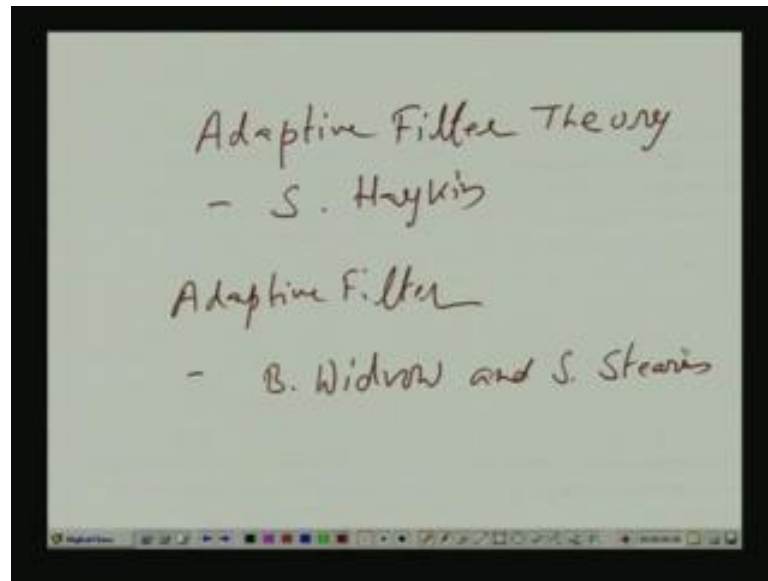 Adaptive Filter Theory
- S. Haykin
Adaptive Filter
- B. Widrow and S. Stearns